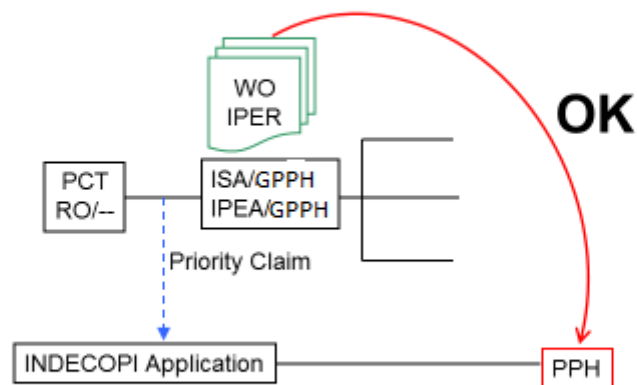 WO
IPER
OK
PCT
RO/--
ISA/GPPH
IPEA/GPPH
Priority Claim
INDECOPI Application
PPH